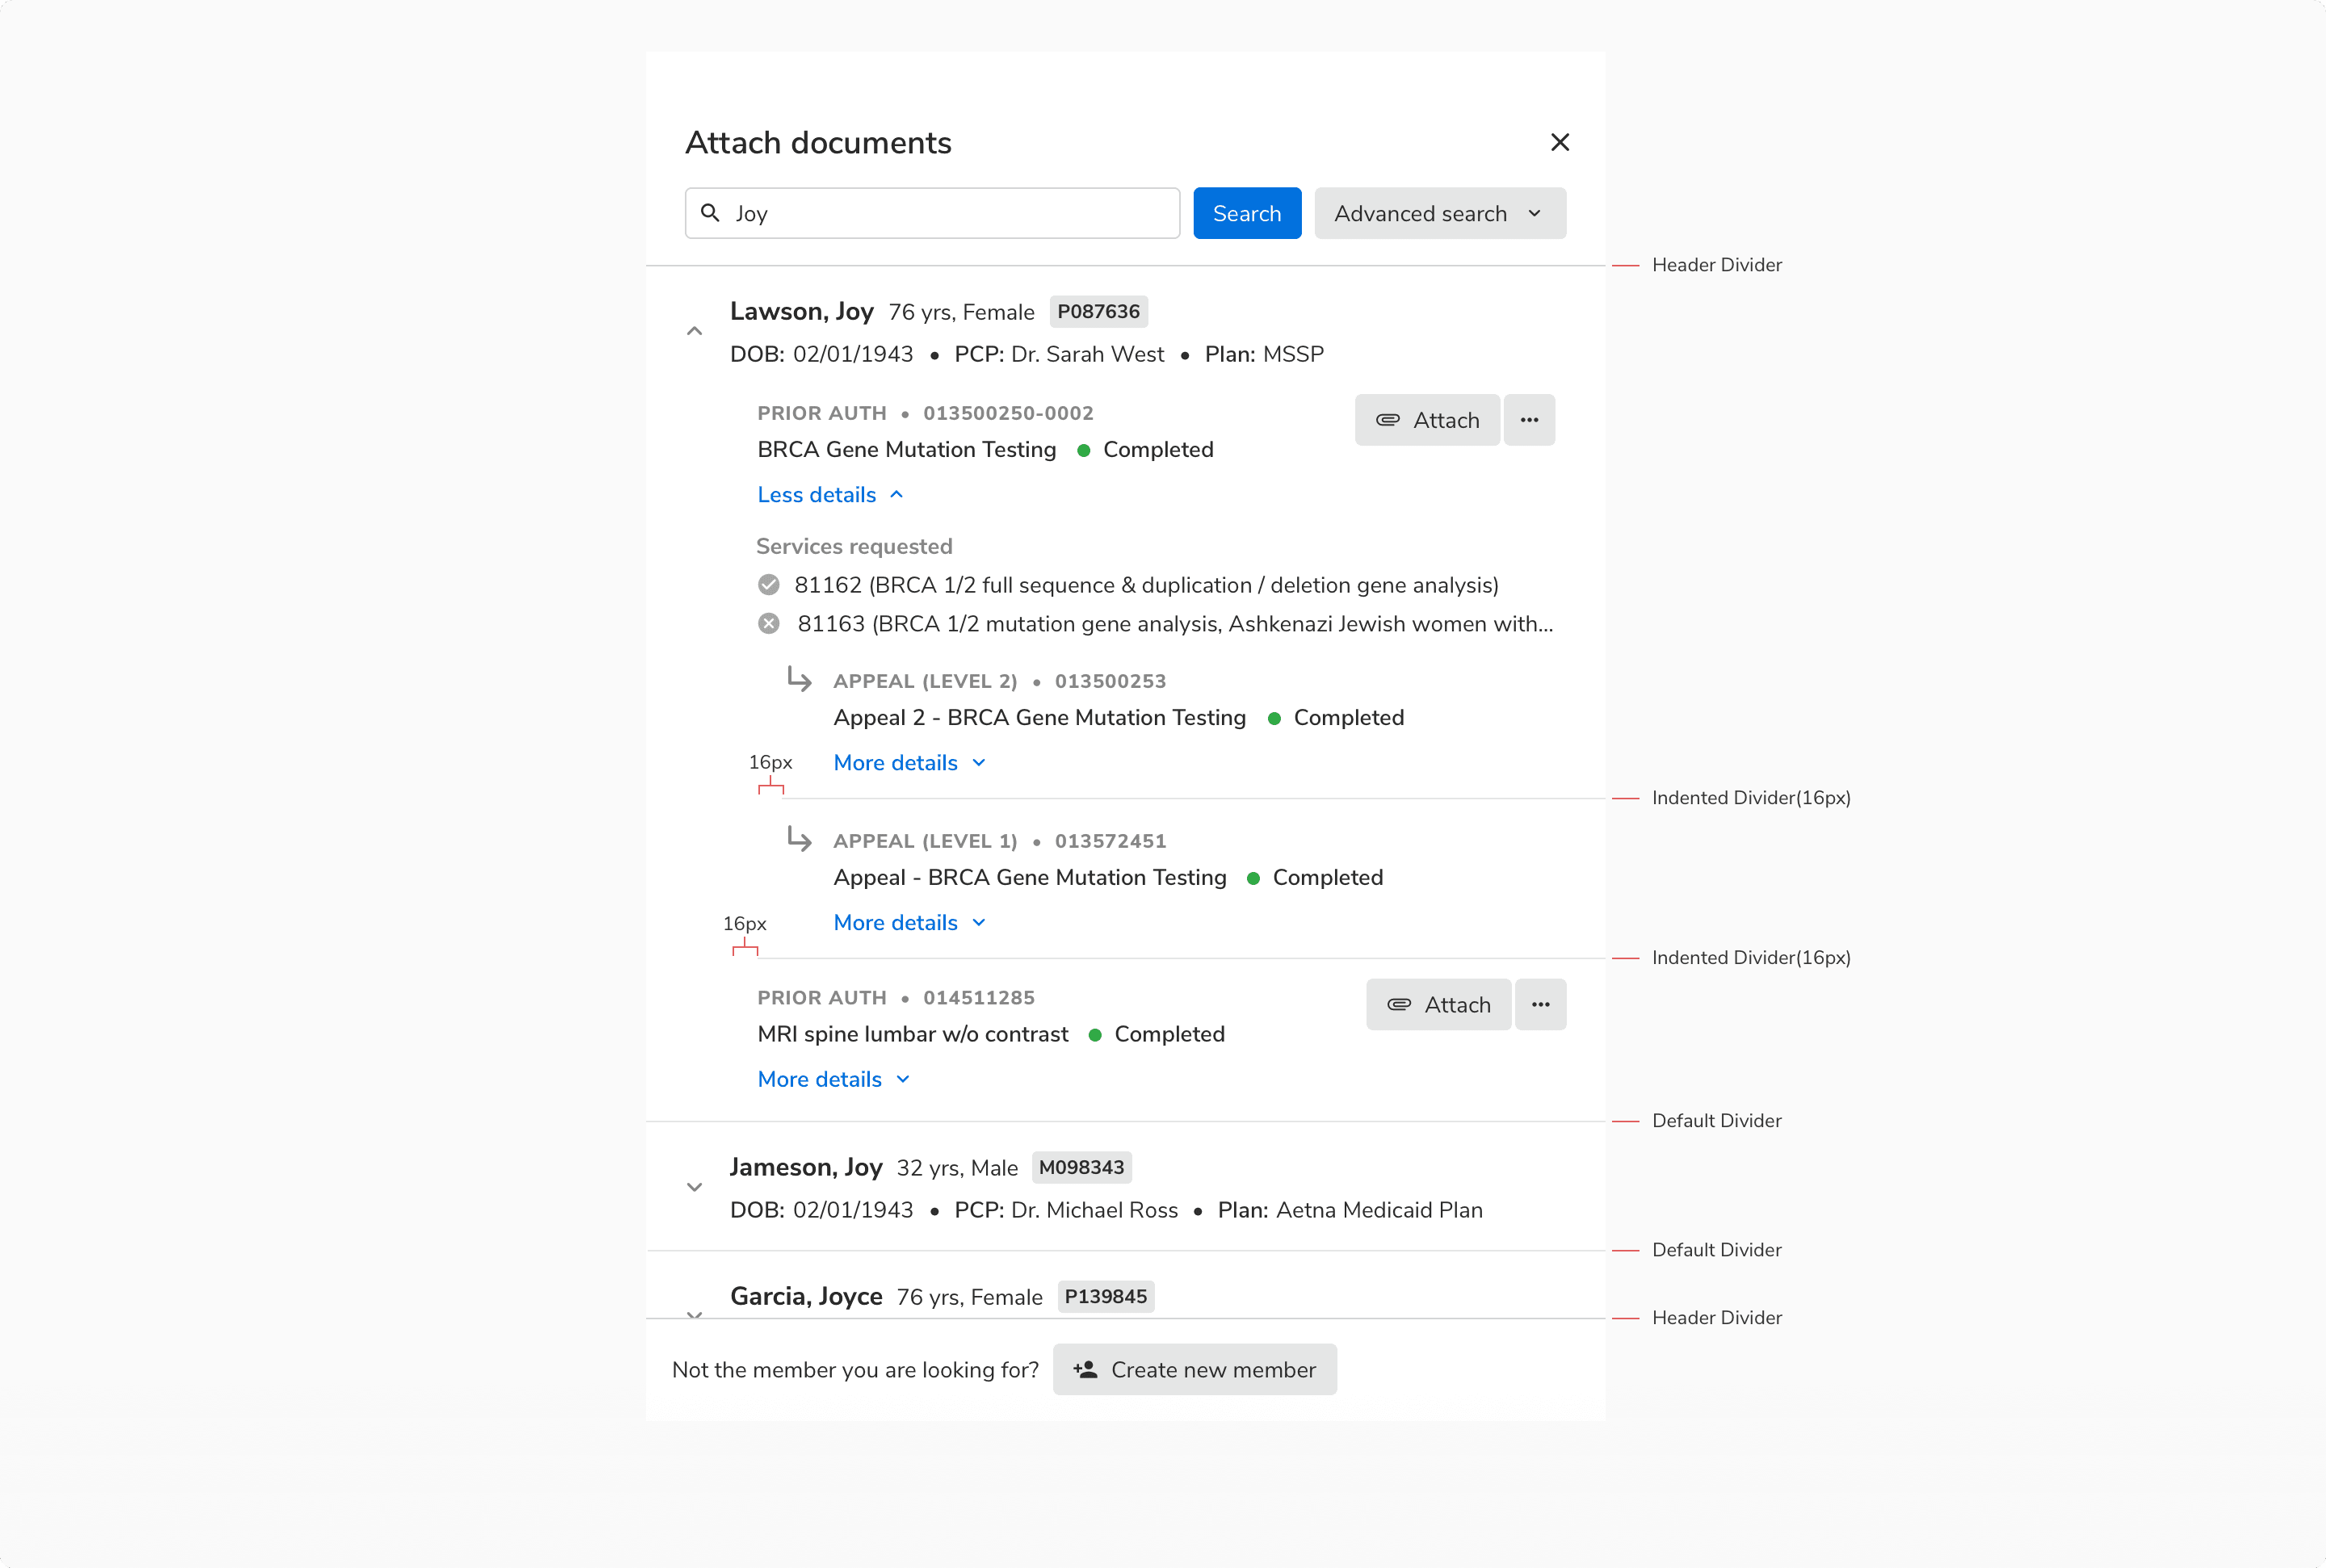 Attach documents
Joy
Search
Advanced search
Header Divider
Lawson, Joy 76 yrs, Female P087636
DOB: 02/01/1943 • PCP: Dr. Sarah West • Plan: MSSP
PRIOR AUTH • 013500250-0002
Attach
BRCA Gene Mutation Testing Completed
Less details
Services requested
81162 (BRCA 1/2 full sequence & duplication / deletion gene analysis)
81163 (BRCA 1/2 mutation gene analysis, Ashkenazi Jewish women with...
APPEAL (LEVEL 2) • 013500253
Appeal 2 - BRCA Gene Mutation Testing Completed
16px
More details
Indented Divider(16px)
APPEAL (LEVEL 1) • 013572451
Appeal - BRCA Gene Mutation Testing Completed
16px
More details
Indented Divider(16px)
PRIOR AUTH • 014511285
Attach
MRI spine lumbar w/o contrast Completed
More details
Default Divider
Jameson, Joy 32 yrs, Male M098343
DOB: 02/01/1943 • PCP: Dr. Michael Ross • Plan: Aetna Medicaid Plan
Default Divider
Garcia, Joyce 76 yrs, Female P139845
Header Divider
Not the member you are looking for? Create new member